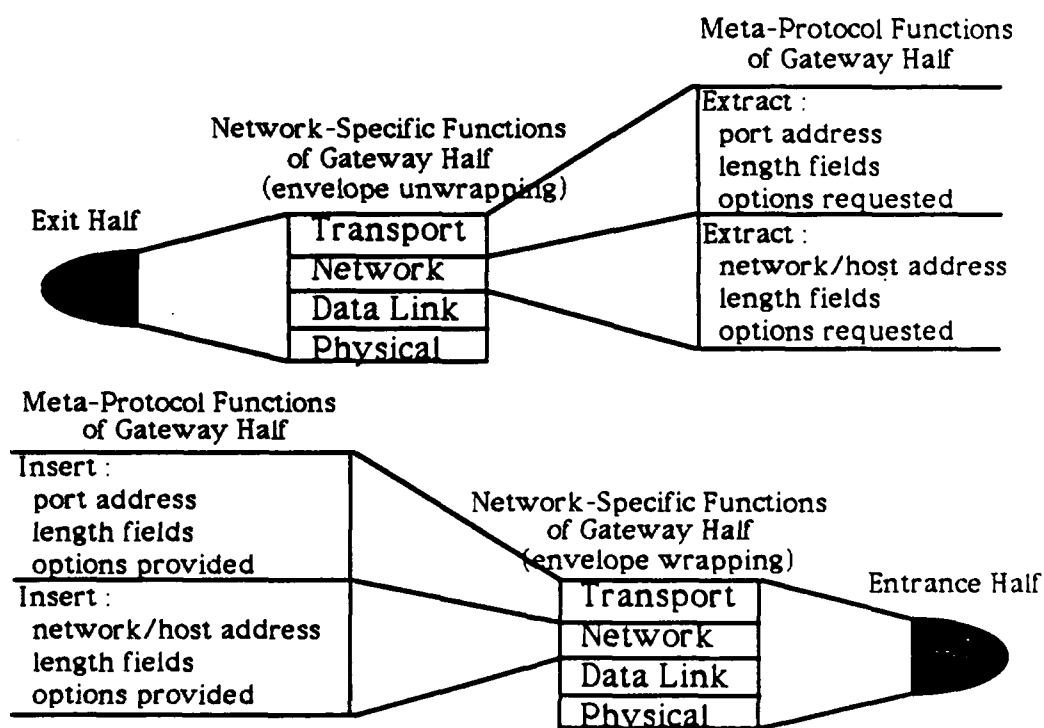 Meta-Protocol Functions
of Gateway Half
Network-Specific Functions
of Gateway Half
(envelope unwrapping)
Exit Half
Transport
Network
Data Link
Physical
Extract :
port address
length fields
options requested
Extract :
network/host address
length fields
options requested
Meta-Protocol Functions
of Gateway Half
Insert :
port address
length fields
options provided
Insert :
network/host address
length fields
options provided
Network-Specific Functions
of Gateway Half
(envelope wrapping)
Transport
Network
Data Link
Physical
Entrance Half